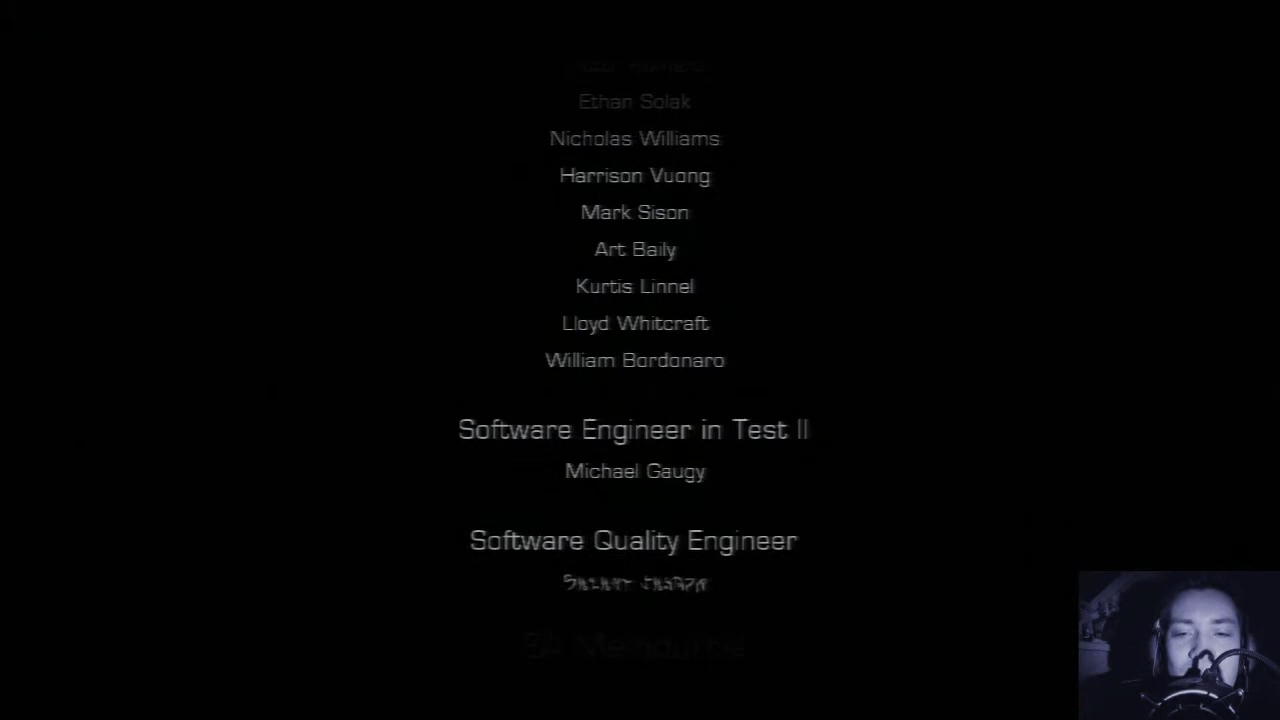 Ethan Solak
Nicholas Williams
Harrison Vuong
Mark Sison
Art Baily
Kurtis Linnel
Lloyd Whitcraft
William Bordonaro
Software Engineer in Test II
Michael Gaugy
Software Quality Engineer